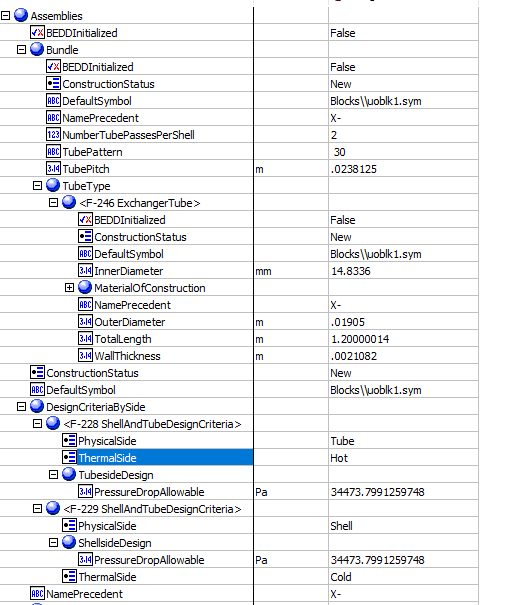 Assemblies
BEDDInitialized False
Bundle
BEDDInitialized False
ConstructionStatus New
DefaultSymbol Blocks\\uoblk1.sym
NamePrecedent X-
NumberTubePassesPerShell 2
TubePattern 30
TubePitch m .0238125
TubeType
<F-246 ExchangerTube>
BEDDInitialized False
ConstructionStatus New
DefaultSymbol Blocks\\uoblk1.sym
InnerDiameter mm 14.8336
MaterialOfConstruction
NamePrecedent X-
OuterDiameter m .01905
TotalLength m 1.20000014
WallThickness m .0021082
ConstructionStatus New
DefaultSymbol Blocks\\uoblk1.sym
DesignCriteriaBySide
<F-228 ShellAndTubeDesignCriteria>
PhysicalSide Tube
ThermalSide Hot
TubesideDesign
PressureDropAllowable Pa 34473.7991259748
<F-229 ShellAndTubeDesignCriteria>
PhysicalSide Shell
ShellsideDesign
PressureDropAllowable Pa 34473.7991259748
ThermalSide Cold
NamePrecedent X-